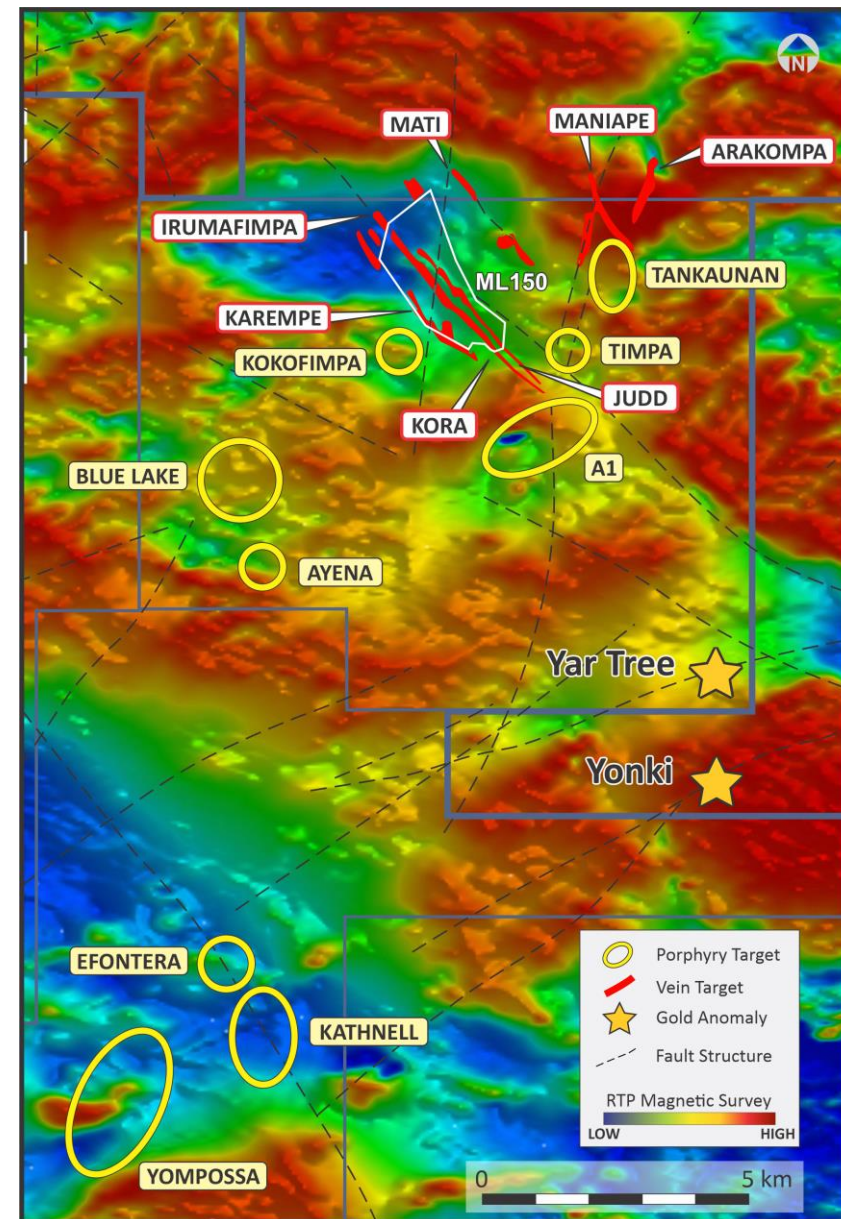 N
MATI
MANIAPE
ARAKOMPA
IRUMAFIMPA
TANKAUNAN
ML150
KAREMPE
KOKOFIMPA
TIMPA
JUDD
KORA
A1
BLUE LAKE
AYENA
Yar Tree
Yonki
EFONTERA
KATHNELL
YOMPOSSA
Porphyry Target
Vein Target
Gold Anomaly
Fault Structure
RTP Magnetic Survey
LOW HIGH
0 5 km